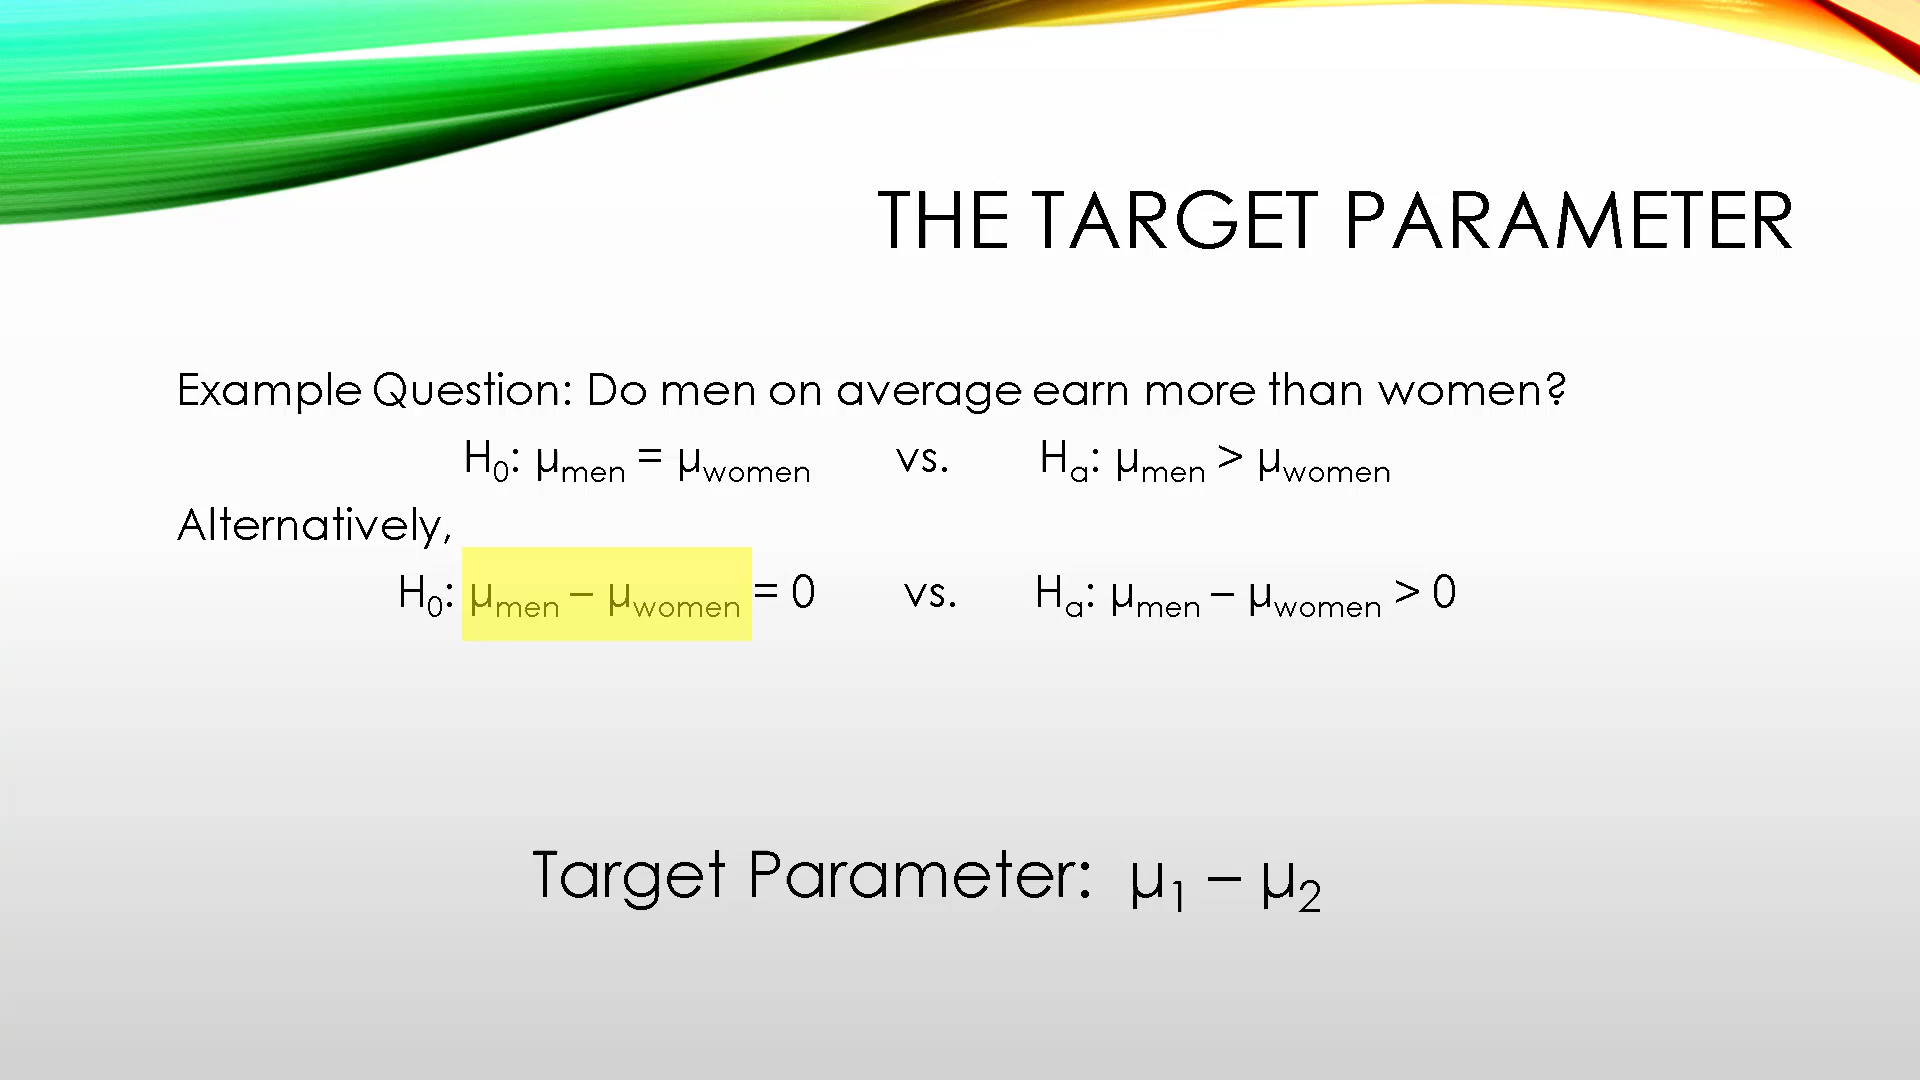 THE TARGET PARAMETER
Example Question: Do men on average earn more than women?
H₀: μmen = μwomen vs. Hₐ: μmen > μwomen
Alternatively,
H₀: μmen – μwomen = 0 vs. Hₐ: μmen – μwomen > 0
Target Parameter: μ₁ – μ₂